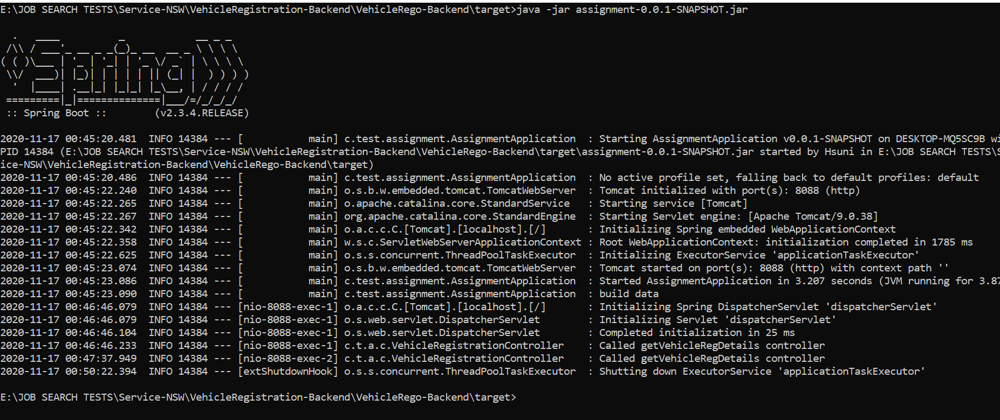 E:\JOB SEARCH TESTS\Service-NSW\VehicleRegistration-Backend\VehicleRego-Backend\target>java -jar assignment-0.0.1-SNAPSHOT.jar
  .   ____          _            __ _ _
 /\\ / ___'_ __ _ _(_)_ __  __ _ \ \ \ \
( ( )\___ | '_ | '_| | '_ \/ _` | \ \ \ \
 \\/  ___)| |_)| | | | | || (_| |  ) ) ) )
  '  |____| .__|_| |_|_| |_\__, | / / / /
 =========|_|==============|___/=/_/_/_/
 :: Spring Boot ::        (v2.3.4.RELEASE)
2020-11-17 00:45:20.481  INFO 14384 --- [           main] c.test.assignment.AssignmentApplication  : Starting AssignmentApplication v0.0.1-SNAPSHOT on DESKTOP-MQ5SC9B wi
PID 14384 (E:\JOB SEARCH TESTS\Service-NSW\VehicleRegistration-Backend\VehicleRego-Backend\target\assignment-0.0.1-SNAPSHOT.jar started by Hsuni in E:\JOB SEARCH TESTS\S
ice-NSW\VehicleRegistration-Backend\VehicleRego-Backend\target)
2020-11-17 00:45:20.486  INFO 14384 --- [           main] c.test.assignment.AssignmentApplication  : No active profile set, falling back to default profiles: default
2020-11-17 00:45:22.240  INFO 14384 --- [           main] o.s.b.w.embedded.tomcat.TomcatWebServer  : Tomcat initialized with port(s): 8088 (http)
2020-11-17 00:45:22.265  INFO 14384 --- [           main] o.apache.catalina.core.StandardService   : Starting service [Tomcat]
2020-11-17 00:45:22.267  INFO 14384 --- [           main] org.apache.catalina.core.StandardEngine  : Starting Servlet engine: [Apache Tomcat/9.0.38]
2020-11-17 00:45:22.342  INFO 14384 --- [           main] o.a.c.c.C.[Tomcat].[localhost].[/]       : Initializing Spring embedded WebApplicationContext
2020-11-17 00:45:22.358  INFO 14384 --- [           main] w.s.c.ServletWebServerApplicationContext : Root WebApplicationContext: initialization completed in 1785 ms
2020-11-17 00:45:22.625  INFO 14384 --- [           main] o.s.s.concurrent.ThreadPoolTaskExecutor  : Initializing ExecutorService 'applicationTaskExecutor'
2020-11-17 00:45:23.074  INFO 14384 --- [           main] o.s.b.w.embedded.tomcat.TomcatWebServer  : Tomcat started on port(s): 8088 (http) with context path ''
2020-11-17 00:45:23.086  INFO 14384 --- [           main] c.test.assignment.AssignmentApplication  : Started AssignmentApplication in 3.207 seconds (JVM running for 3.87
2020-11-17 00:45:23.090  INFO 14384 --- [           main] c.test.assignment.AssignmentApplication  : build data
2020-11-17 00:46:46.079  INFO 14384 --- [nio-8088-exec-1] o.a.c.c.C.[Tomcat].[localhost].[/]       : Initializing Spring DispatcherServlet 'dispatcherServlet'
2020-11-17 00:46:46.079  INFO 14384 --- [nio-8088-exec-1] o.s.web.servlet.DispatcherServlet        : Initializing Servlet 'dispatcherServlet'
2020-11-17 00:46:46.104  INFO 14384 --- [nio-8088-exec-1] o.s.web.servlet.DispatcherServlet        : Completed initialization in 25 ms
2020-11-17 00:46:46.233  INFO 14384 --- [nio-8088-exec-1] c.t.a.c.VehicleRegistrationController    : Called getVehicleRegDetails controller
2020-11-17 00:47:37.949  INFO 14384 --- [nio-8088-exec-2] c.t.a.c.VehicleRegistrationController    : Called getVehicleRegDetails controller
2020-11-17 00:50:22.394  INFO 14384 --- [extShutdownHook] o.s.s.concurrent.ThreadPoolTaskExecutor  : Shutting down ExecutorService 'applicationTaskExecutor'
E:\JOB SEARCH TESTS\Service-NSW\VehicleRegistration-Backend\VehicleRego-Backend\target>